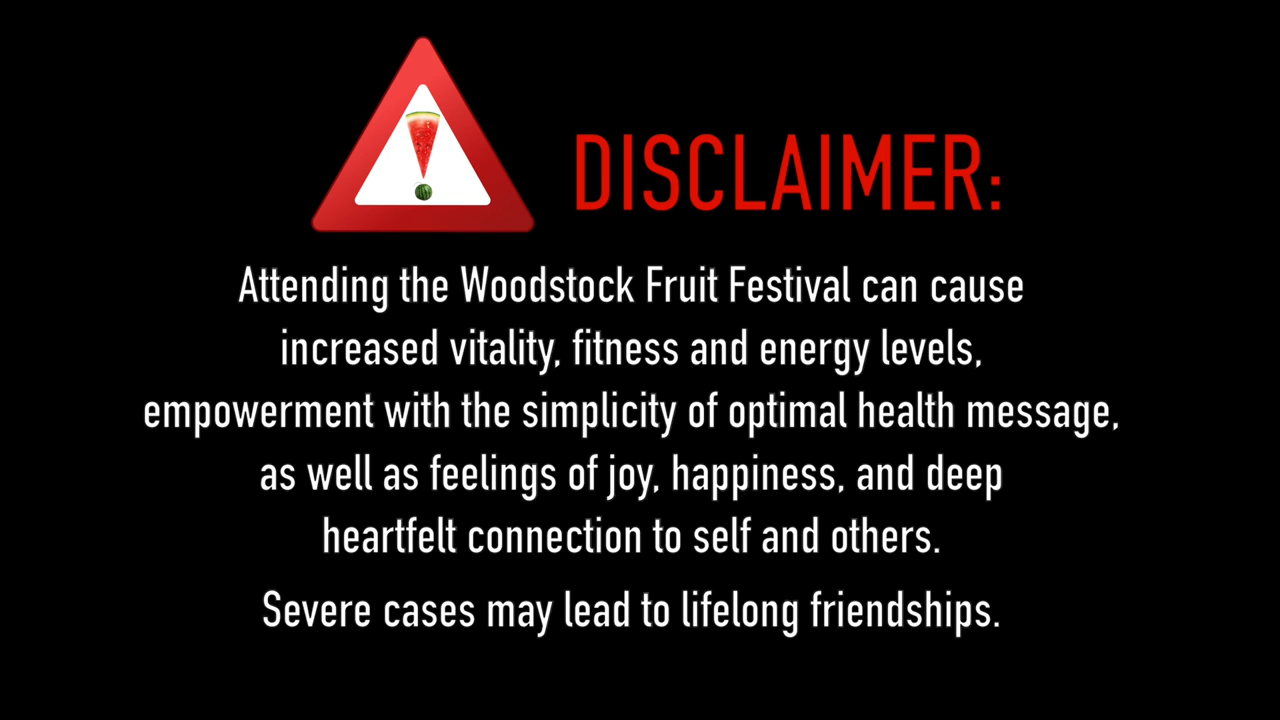 DISCLAIMER:
Attending the Woodstock Fruit Festival can cause
increased vitality, fitness and energy levels,
empowerment with the simplicity of optimal health message,
as well as feelings of joy, happiness, and deep
heartfelt connection to self and others.
Severe cases may lead to lifelong friendships.